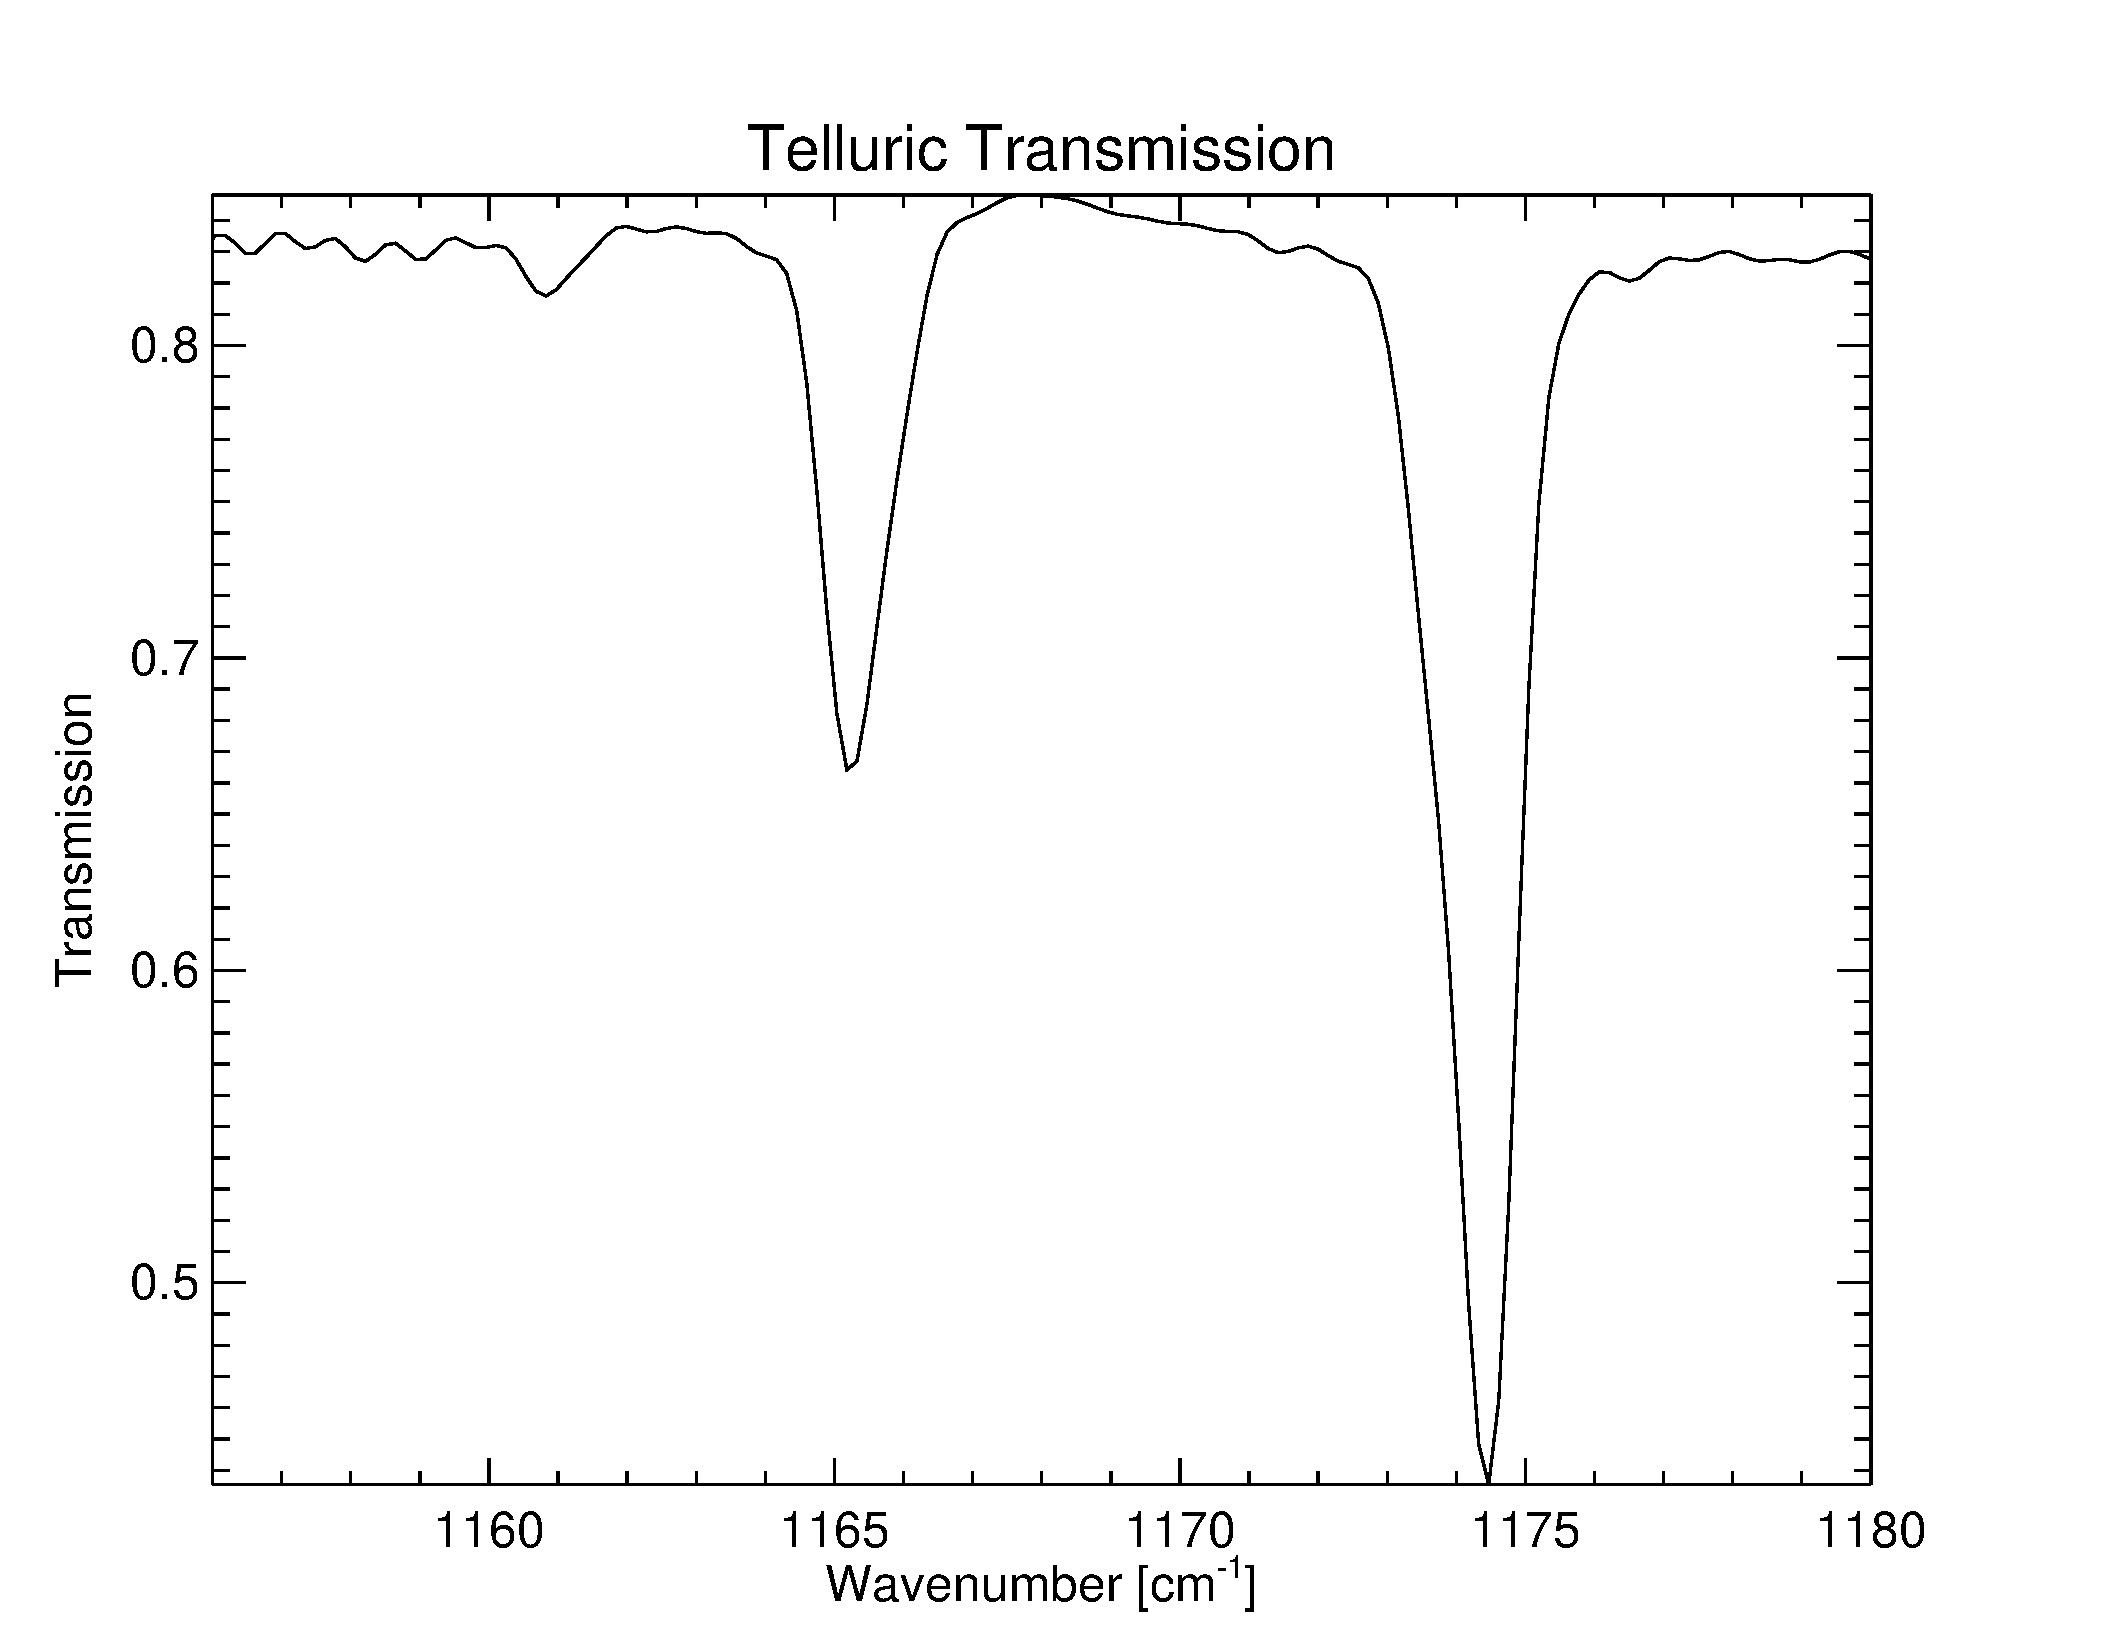 Telluric Transmission
0.8
0.7
0.6
0.5
Transmission
1160 1165 1170 1175 1180
Wavenumber [cm-1]